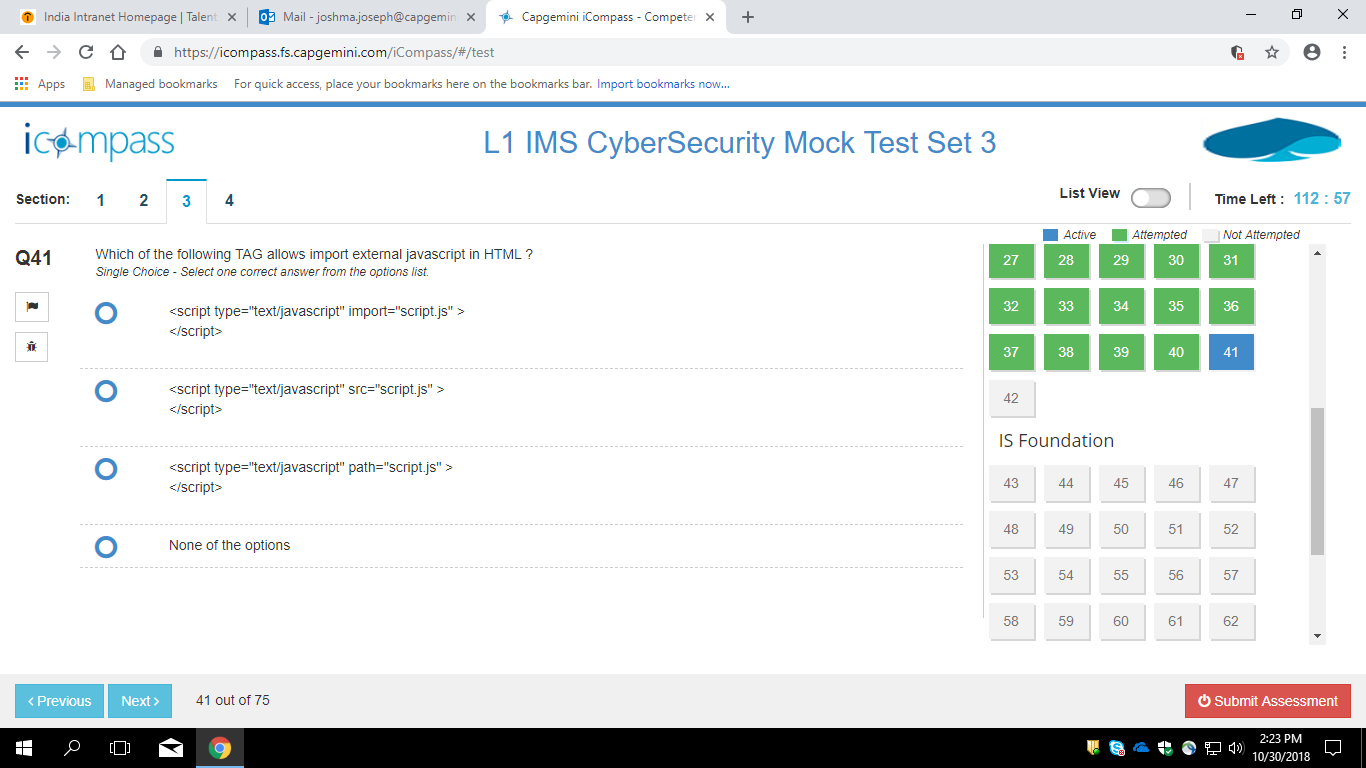 India Intranet Homepage | Talent
Mail - joshma.joseph@capgemin
Capgemini iCompass - Competen
https://icompass.fs.capgemini.com/iCompass/#/test
Apps
Managed bookmarks
For quick access, place your bookmarks here on the bookmarks bar. Import bookmarks now...
icompass
L1 IMS CyberSecurity Mock Test Set 3
Section: 1 2 3 4
List View
Time Left : 112 : 57
Active Attempted Not Attempted
Q41
Which of the following TAG allows import external javascript in HTML ?
Single Choice - Select one correct answer from the options list.
<script type="text/javascript" import="script.js" >
</script>
<script type="text/javascript" src="script.js" >
</script>
<script type="text/javascript" path="script.js" >
</script>
None of the options
27 28 29 30 31
32 33 34 35 36
37 38 39 40 41
42
IS Foundation
43 44 45 46 47
48 49 50 51 52
53 54 55 56 57
58 59 60 61 62
‹ Previous
Next ›
41 out of 75
Submit Assessment
2:23 PM
10/30/2018